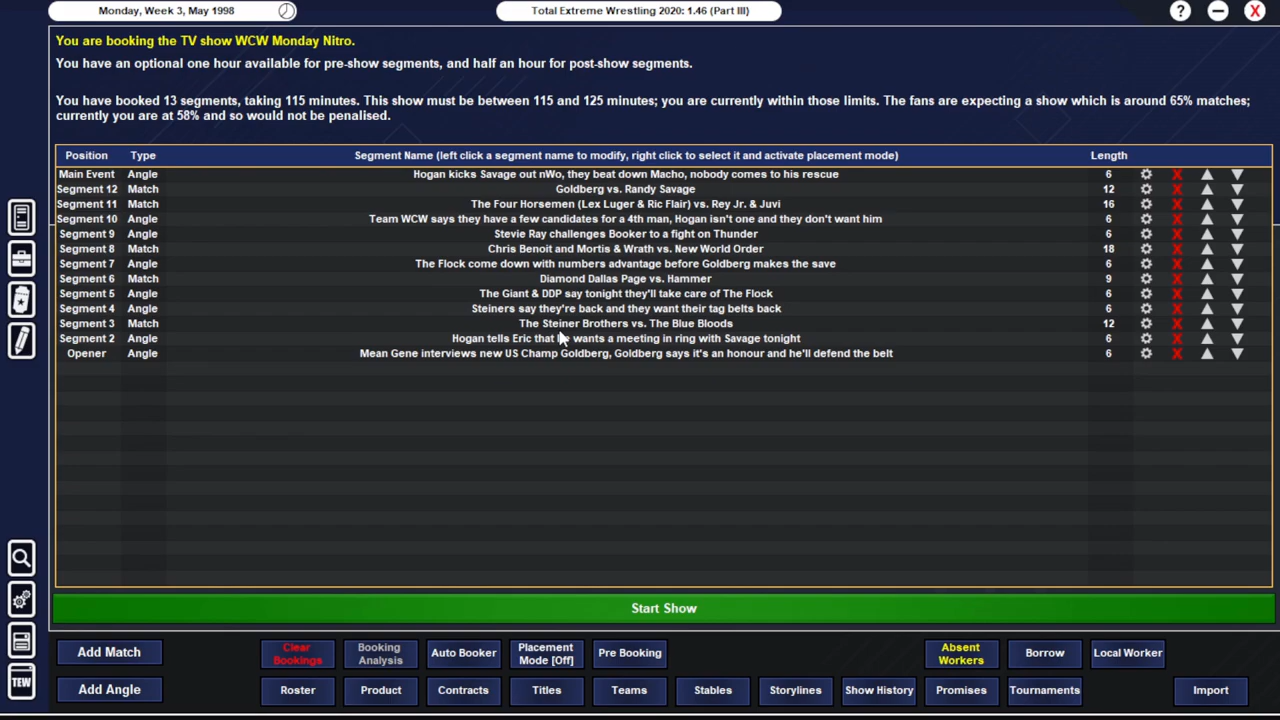 Monday, Week 3, May 1998
Total Extreme Wrestling 2020: 1.46 (Part III)
?
X
You are booking the TV show WCW Monday Nitro.
You have an optional one hour available for pre-show segments, and half an hour for post-show segments.
You have booked 13 segments, taking 115 minutes. This show must be between 115 and 125 minutes; you are currently within those limits. The fans are expecting a show which is around 65% matches;
currently you are at 58% and so would not be penalised.
Position Type Segment Name (left click a segment name to modify, right click to select it and activate placement mode) Length
Main Event Angle Hogan kicks Savage out nWo, they beat down Macho, nobody comes to his rescue 6 X
Segment 12 Match Goldberg vs. Randy Savage 12 X
Segment 11 Match The Four Horsemen (Lex Luger & Ric Flair) vs. Rey Jr. & Juvi 16 X
Segment 10 Angle Team WCW says they have a few candidates for a 4th man, Hogan isn't one and they don't want him 6 X
Segment 9 Angle Stevie Ray challenges Booker to a fight on Thunder 6 X
Segment 8 Match Chris Benoit and Mortis & Wrath vs. New World Order 18 X
Segment 7 Angle The Flock come down with numbers advantage before Goldberg makes the save 6 X
Segment 6 Match Diamond Dallas Page vs. Hammer 9 X
Segment 5 Angle The Giant & DDP say tonight they'll take care of The Flock 6 X
Segment 4 Angle Steiners say they're back and they want their tag belts back 6 X
Segment 3 Match The Steiner Brothers vs. The Blue Bloods 12 X
Segment 2 Angle Hogan tells Eric that he wants a meeting in ring with Savage tonight 6 X
Opener Angle Mean Gene interviews new US Champ Goldberg, Goldberg says it's an honour and he'll defend the belt 6 X
Start Show
Add Match Clear Bookings Booking Analysis Auto Booker Placement Mode [Off] Pre Booking Absent Workers Borrow Local Worker
TEW Add Angle Roster Product Contracts Titles Teams Stables Storylines Show History Promises Tournaments Import